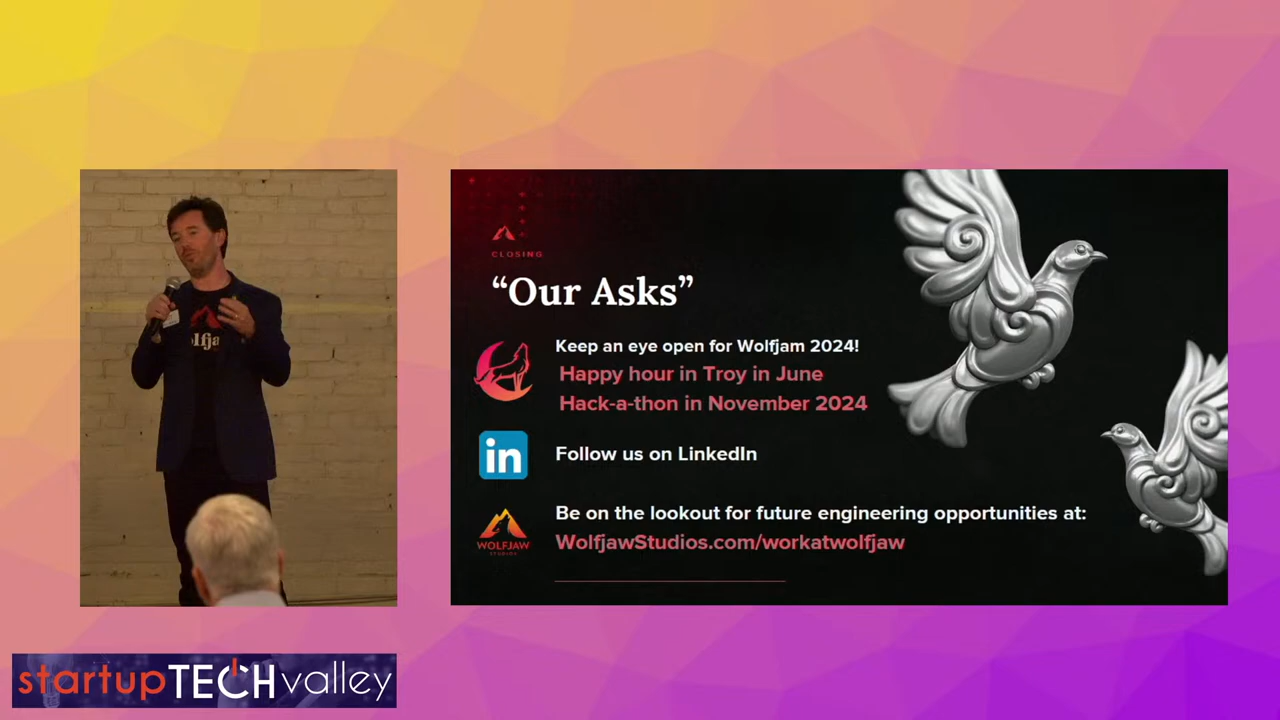 CLOSING
“Our Asks”
Keep an eye open for Wolfjam 2024!
Happy hour in Troy in June
Hack-a-thon in November 2024
in
Follow us on LinkedIn
WOLFJAW
STUDIOS
Be on the lookout for future engineering opportunities at:
WolfjawStudios.com/workatwolfjaw
startupTECHvalley